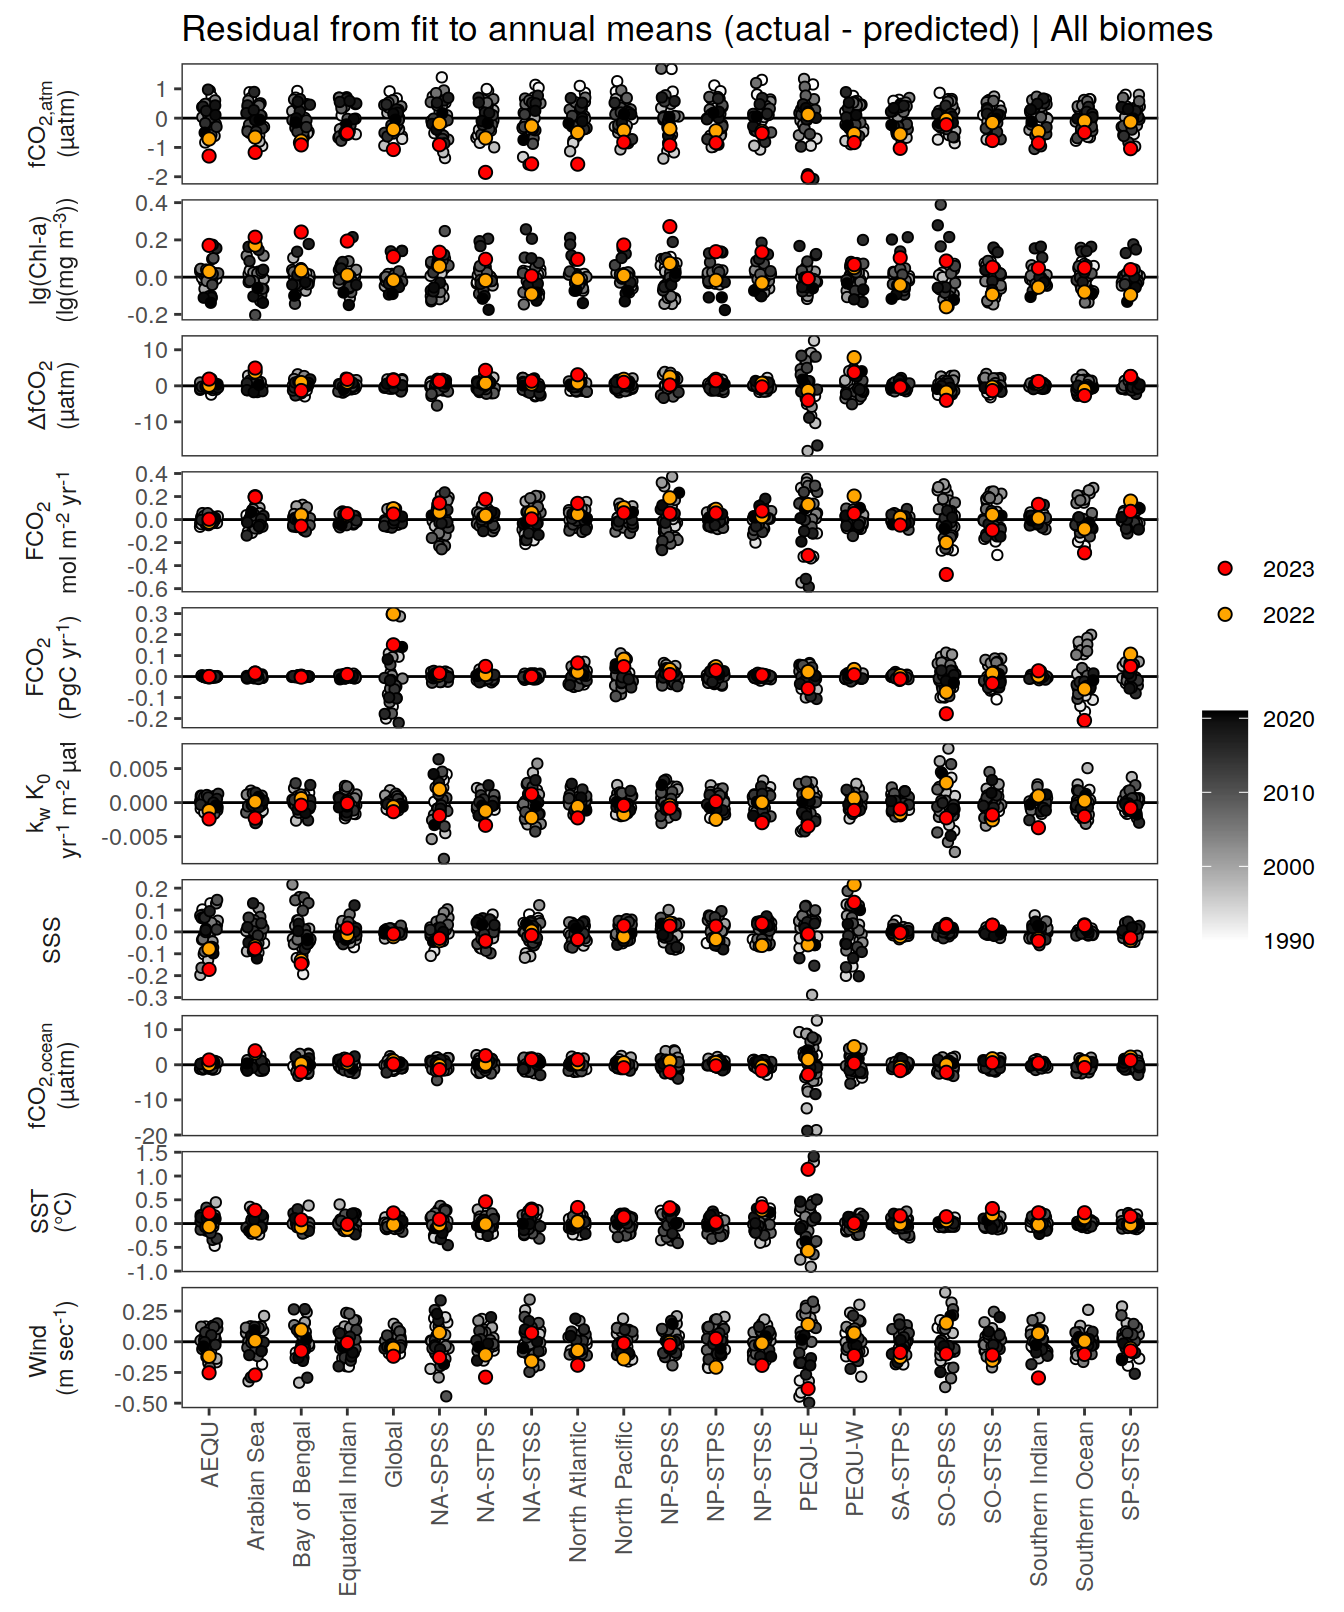 Residual from fit to annual means (actual - predicted) | All biomes
fCO2,atm
(µatm)
1
0
-1
-2
lg(Chl-a)
(lg(mg m-3))
0.4
0.2
0.0
-0.2
ΔfCO2
(µatm)
10
0
-10
FCO2
mol m-2 yr-1
0.4
0.2
0.0
-0.2
-0.4
-0.6
FCO2
(PgC yr-1)
0.3
0.2
0.1
0.0
-0.1
-0.2
kw K0
yr-1 m-2 µat
0.005
0.000
-0.005
SSS
0.2
0.1
0.0
-0.1
-0.2
-0.3
fCO2,ocean
(µatm)
10
0
-10
-20
SST
(°C)
1.5
1.0
0.5
0.0
-0.5
-1.0
Wind
(m sec-1)
0.25
0.00
-0.25
-0.50
AEQU
Arabian Sea
Bay of Bengal
Equatorial Indian
Global
NA-SPSS
NA-STPS
NA-STSS
North Atlantic
North Pacific
NP-SPSS
NP-STPS
NP-STSS
PEQU-E
PEQU-W
SA-STPS
SO-SPSS
SO-STSS
Southern Indian
Southern Ocean
SP-STSS
2023
2022
2020
2010
2000
1990